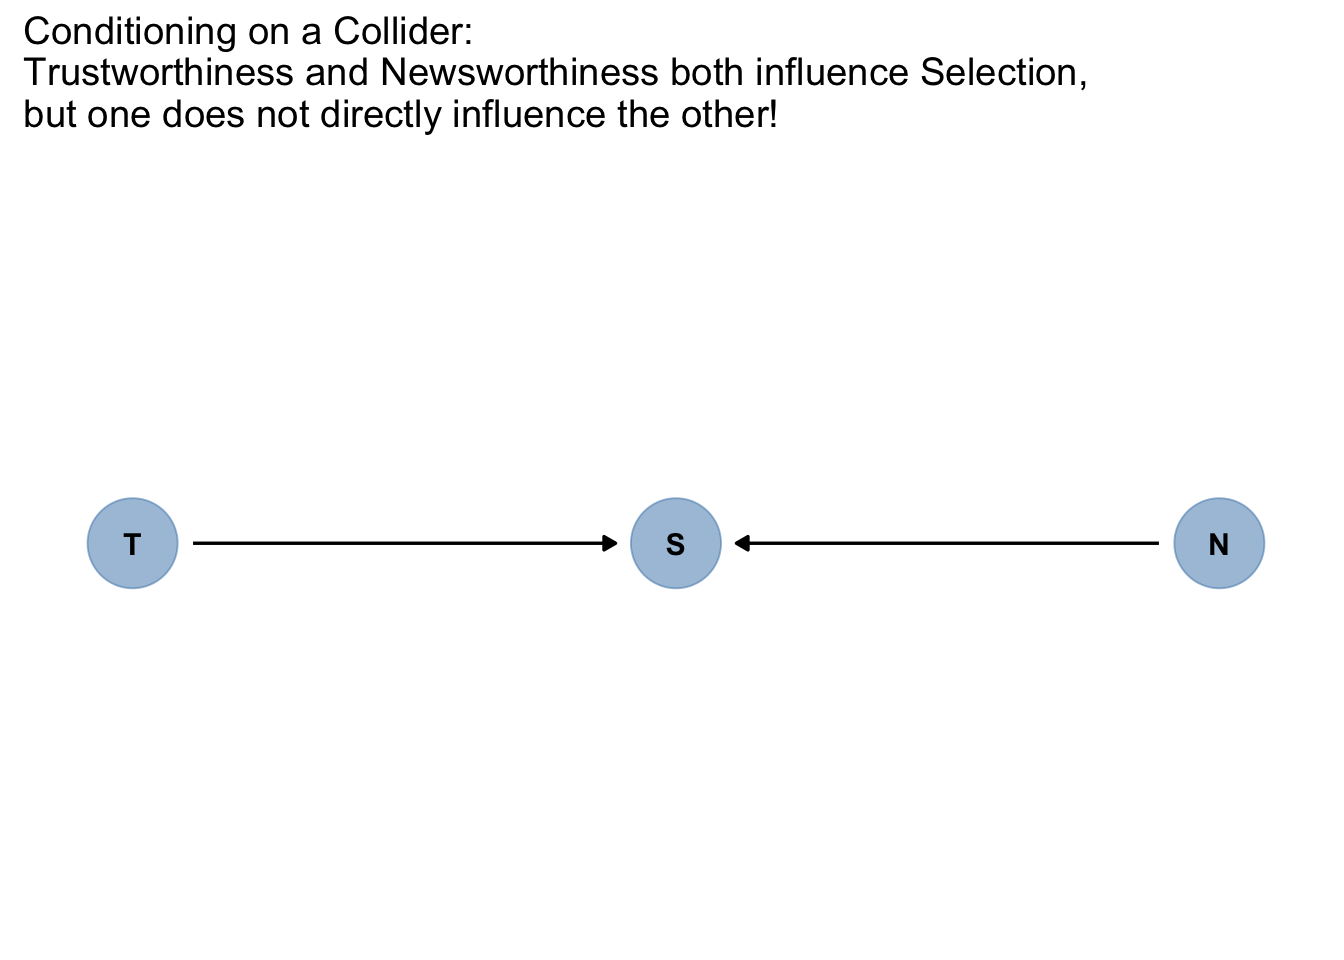 Conditioning on a Collider:
Trustworthiness and Newsworthiness both influence Selection,
but one does not directly influence the other!
T
S
N